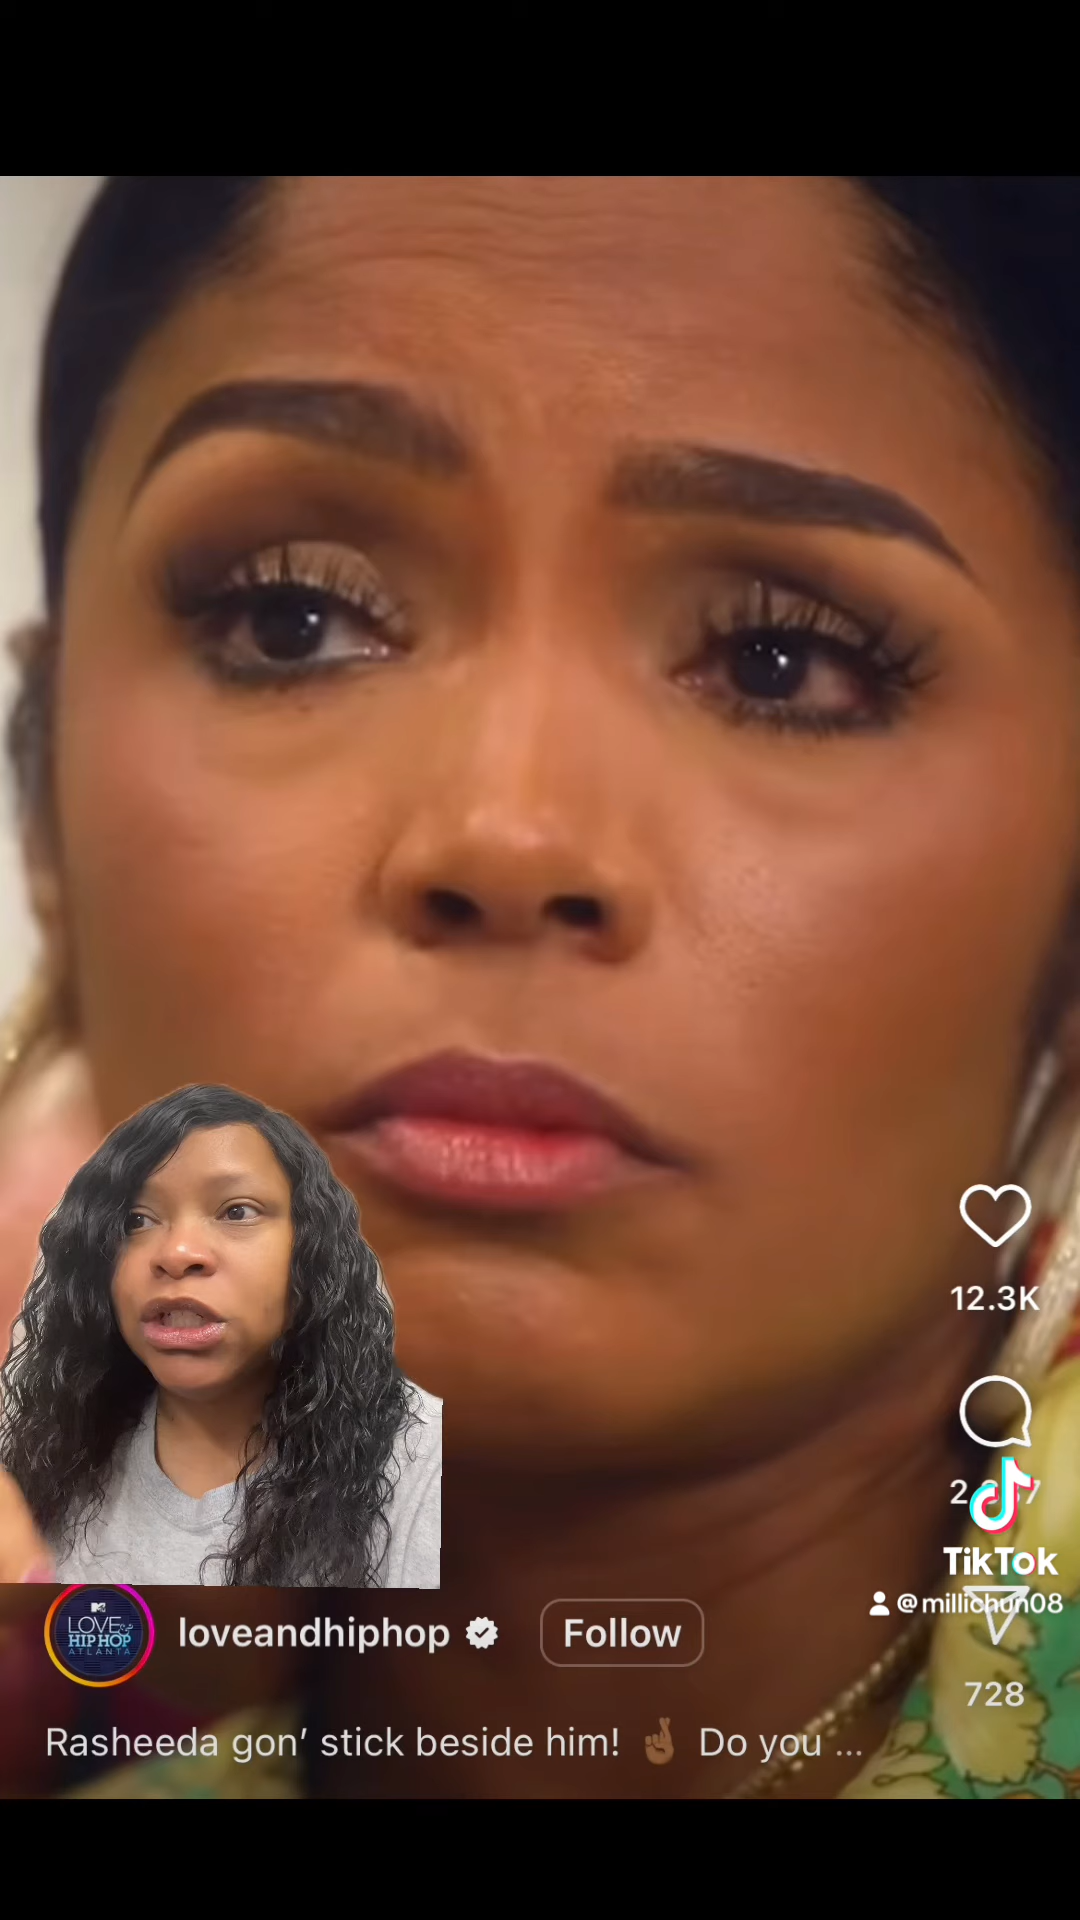 12.3K
TikTok
@millichun08
LOVE &
HIP HOP
ATLANTA
loveandhiphop
Follow
728
Rasheeda gon’ stick beside him! 🤞🏾 Do you ...